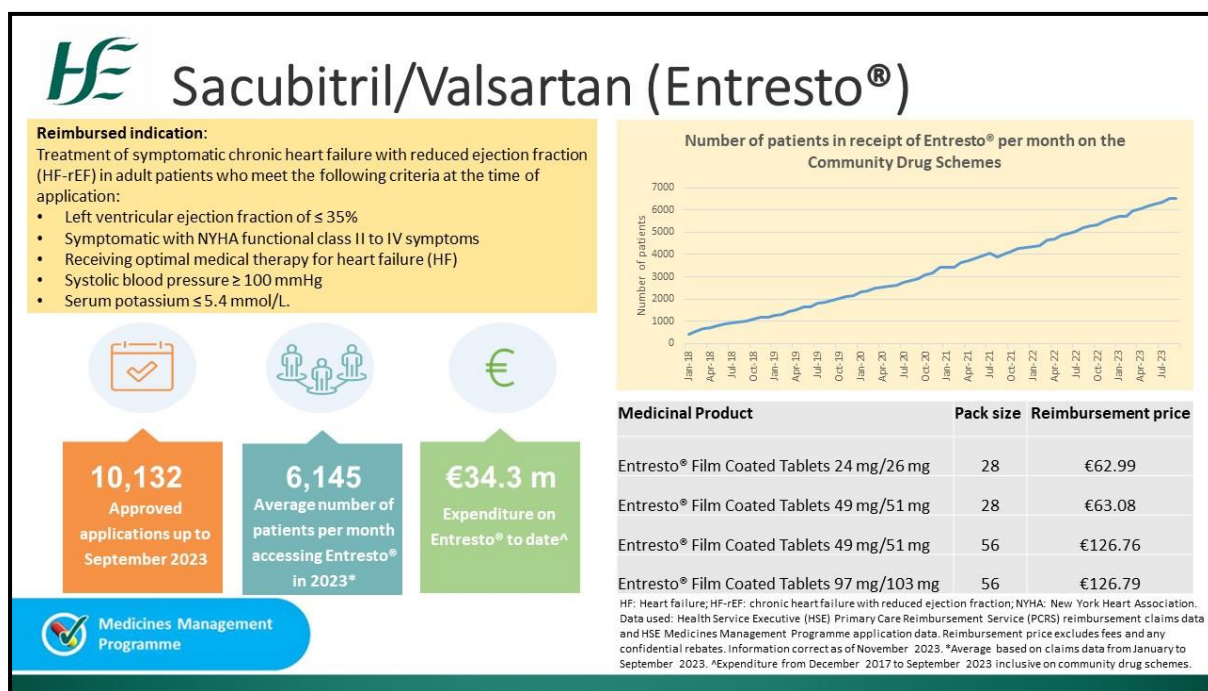 HE
Sacubitril/Valsartan (Entresto®)
Reimbursed indication:
Treatment of symptomatic chronic heart failure with reduced ejection fraction
(HF-rEF) in adult patients who meet the following criteria at the time of
application:
• Left ventricular ejection fraction of ≤ 35%
• Symptomatic with NYHA functional class II to IV symptoms
• Receiving optimal medical therapy for heart failure (HF)
• Systolic blood pressure ≥ 100 mmHg
• Serum potassium ≤ 5.4 mmol/L.
10,132
Approved
applications up to
September 2023
6,145
Average number of
patients per month
accessing Entresto®
in 2023*
€
€34.3 m
Expenditure on
Entresto® to date^
Medicines Management
Programme
Number of patients in receipt of Entresto® per month on the
Community Drug Schemes
Number of patients
7000
6000
5000
4000
3000
2000
1000
0
Jan-18
Apr-18
Jul-18
Oct-18
Jan-19
Apr-19
Jul-19
Oct-19
Jan-20
Apr-20
Jul-20
Oct-20
Jan-21
Apr-21
Jul-21
Oct-21
Jan-22
Apr-22
Jul-22
Oct-22
Jan-23
Apr-23
Jul-23
Medicinal Product Pack size Reimbursement price
Entresto® Film Coated Tablets 24 mg/26 mg 28 €62.99
Entresto® Film Coated Tablets 49 mg/51 mg 28 €63.08
Entresto® Film Coated Tablets 49 mg/51 mg 56 €126.76
Entresto® Film Coated Tablets 97 mg/103 mg 56 €126.79
HF: Heart failure; HF-rEF: chronic heart failure with reduced ejection fraction; NYHA: New York Heart Association.
Data used: Health Service Executive (HSE) Primary Care Reimbursement Service (PCRS) reimbursement claims data
and HSE Medicines Management Programme application data. Reimbursement price excludes fees and any
confidential rebates. Information correct as of November 2023. *Average based on claims data from January to
September 2023. ^Expenditure from December 2017 to September 2023 inclusive on community drug schemes.